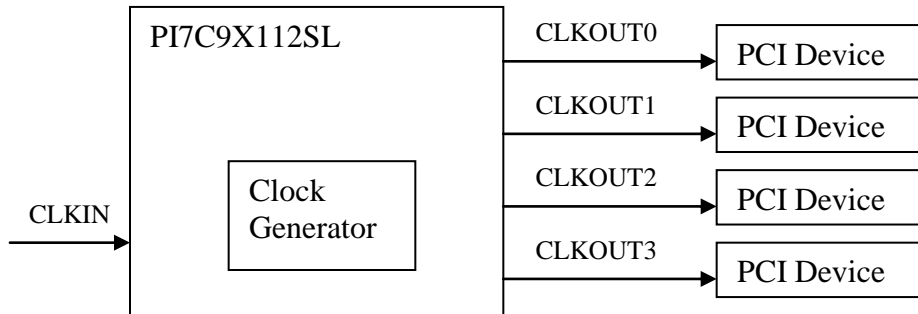 PI7C9X112SL
CLKOUT0
PCI Device
CLKOUT1
PCI Device
CLKOUT2
PCI Device
CLKOUT3
PCI Device
Clock
Generator
CLKIN